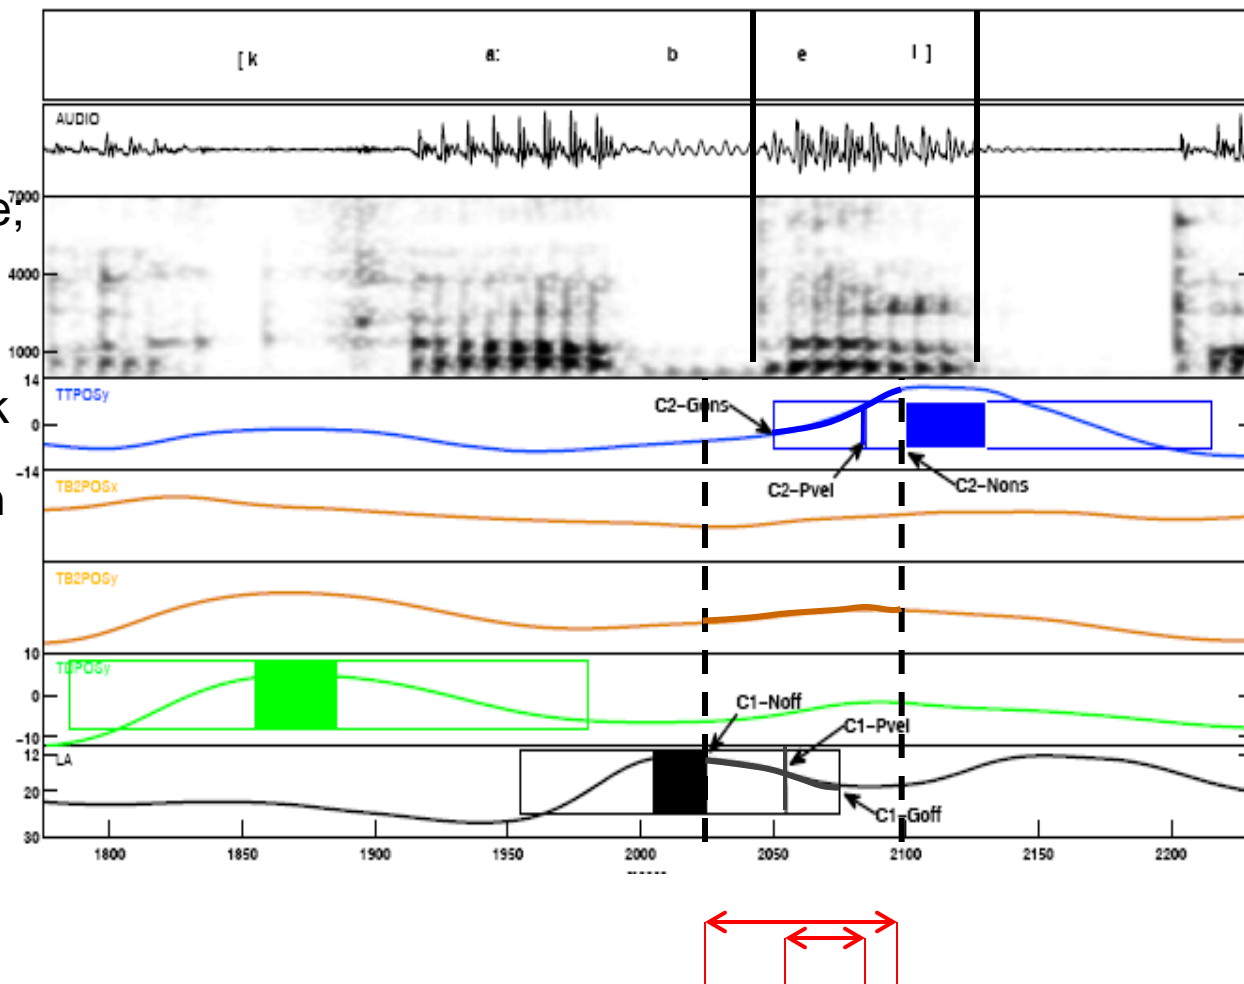 [ k a: b e l ]
AUDIO
7000
e;
4000
1000
14
TTPOSy
C2-Gons
k
0
-14
C2-Pvel
C2-Nons
TB2POSx
n
TB2POSy
10
TDPOSy
0
C1-Noff
C1-Pvel
-10
12
LA
20
C1-Goff
30
1800 1850 1900 1950 2000 2050 2100 2150 2200